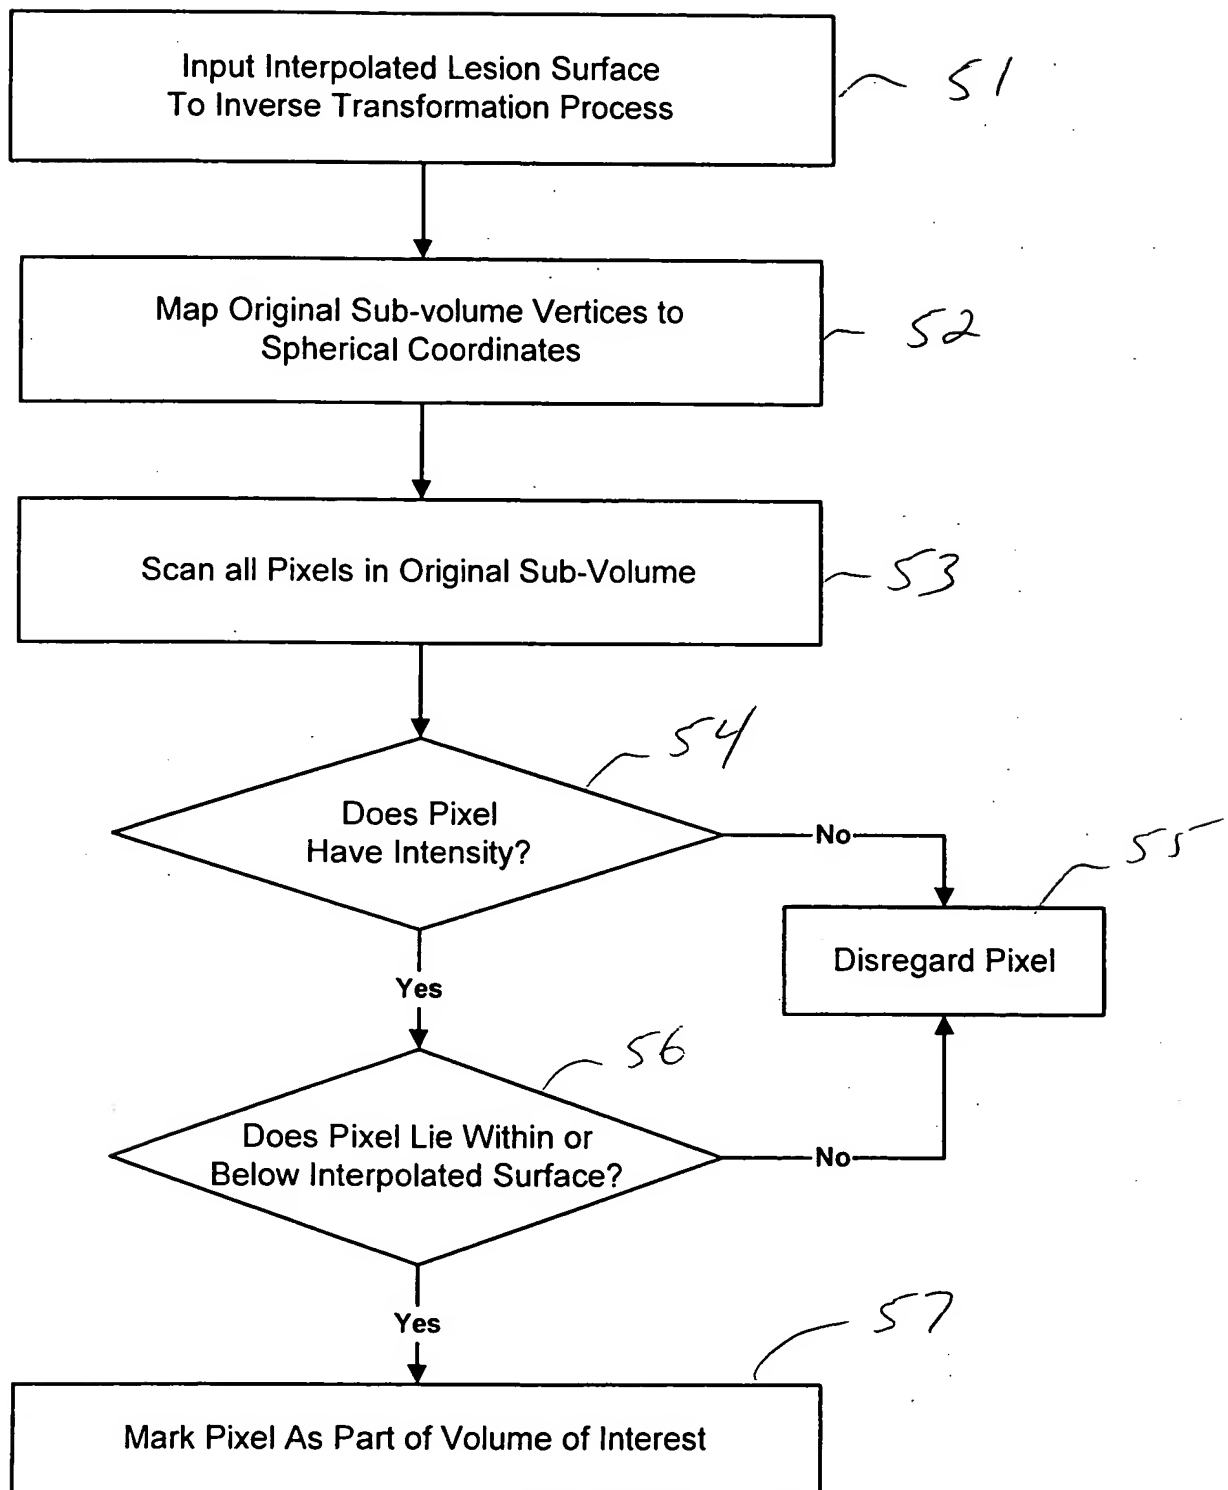 Input Interpolated Lesion Surface
To Inverse Transformation Process
51
Map Original Sub-volume Vertices to
Spherical Coordinates
52
Scan all Pixels in Original Sub-Volume
53
54
Does Pixel
Have Intensity?
No
55
Disregard Pixel
Yes
56
Does Pixel Lie Within or
Below Interpolated Surface?
No
Yes
57
Mark Pixel As Part of Volume of Interest